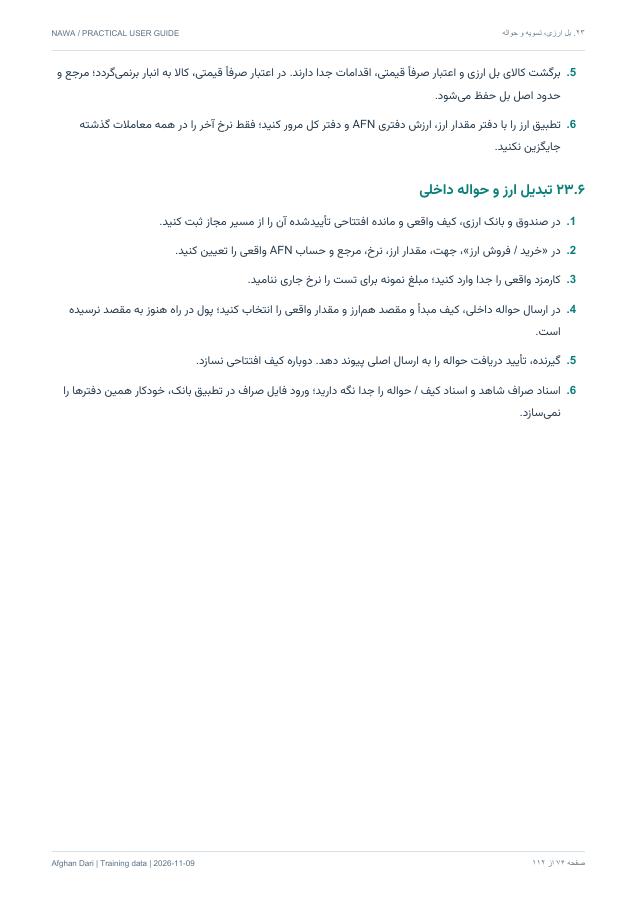 NAWA / PRACTICAL USER GUIDE
۲۳. بل ارزی، تسویه و حواله
5. برگشت کالای بل ارزی و اعتبار صرفاً قیمتی، اقدامات جدا دارند. در اعتبار صرفاً قیمتی، کالا به انبار برنمی‌گردد؛ مرجع و
حدود اصل بل حفظ می‌شود.
6. تطبیق ارز را با دفتر مقدار ارز، ارزش دفتری AFN و دفتر کل مرور کنید؛ فقط نرخ آخر را در همه معاملات گذشته
جایگزین نکنید.
۲۳.۶ تبدیل ارز و حواله داخلی
1. در صندوق و بانک ارزی، کیف واقعی و مانده افتتاحی تأییدشده آن را از مسیر مجاز ثبت کنید.
2. در «خرید / فروش ارز»، جهت، مقدار ارز، نرخ، مرجع و حساب AFN واقعی را تعیین کنید.
3. کارمزد واقعی را جدا وارد کنید؛ مبلغ نمونه برای تست را نرخ جاری ننامید.
4. در ارسال حواله داخلی، کیف مبدأ و مقصد هم‌ارز و مقدار واقعی را انتخاب کنید؛ پول در راه هنوز به مقصد نرسیده
است.
5. گیرنده، تأیید دریافت حواله را به ارسال اصلی پیوند دهد. دوباره کیف افتتاحی نسازد.
6. اسناد صراف شاهد و اسناد کیف / حواله را جدا نگه دارید؛ ورود فایل صراف در تطبیق بانک، خودکار همین دفترها را
نمی‌سازد.
Afghan Dari | Training data | 2026-11-09
صفحه ۷۴ از ۱۱۲